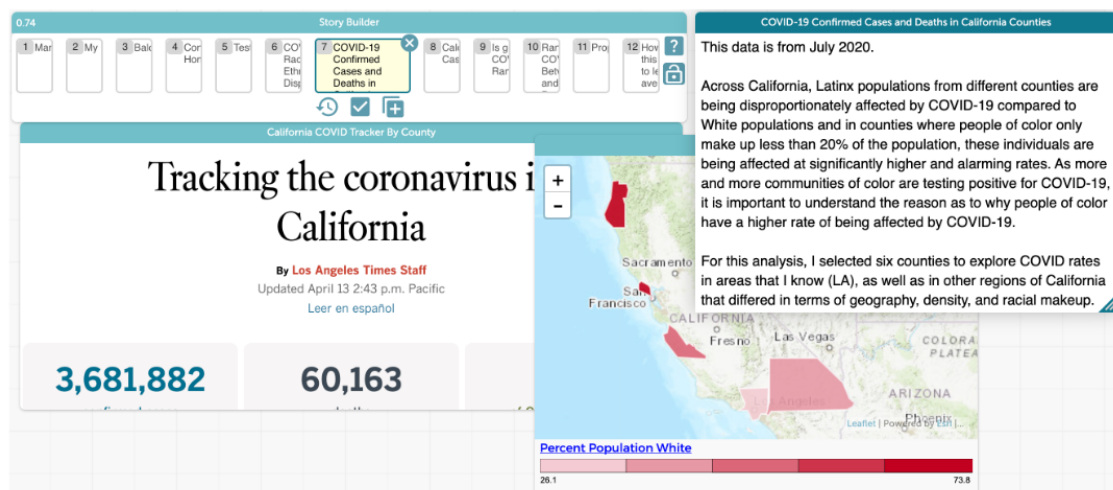 0.74
Story Builder
1 Mar
2 My
3 Bald
4 Cor
Hor
5 Test
6 CO'
Rac
Eth
Disp
7 COVID-19
Confirmed
Cases and
Deaths in
8 Cal
Cas
9 Is g
CO'
Rar
10 Rar
CO'
Bet
and
11 Pro
12 How
this
to le
ave
?
COVID-19 Confirmed Cases and Deaths in California Counties
This data is from July 2020.
Across California, Latinx populations from different counties are
being disproportionately affected by COVID-19 compared to
White populations and in counties where people of color only
make up less than 20% of the population, these individuals are
being affected at significantly higher and alarming rates. As more
and more communities of color are testing positive for COVID-19,
it is important to understand the reason as to why people of color
have a higher rate of being affected by COVID-19.
For this analysis, I selected six counties to explore COVID rates
in areas that I know (LA), as well as in other regions of California
that differed in terms of geography, density, and racial makeup.
California COVID Tracker By County
Tracking the coronavirus i
California
By Los Angeles Times Staff
Updated April 13 2:43 p.m. Pacific
Leer en español
3,681,882
60,163
+
-
Sacramento
San
Francisco
CALIFORNIA
Fresno
Las Vegas
COLORA
PLATEA
Los Angeles
ARIZONA
Phoenix
Leaflet | Powered by Esri |...
Percent Population White
26.1
73.8